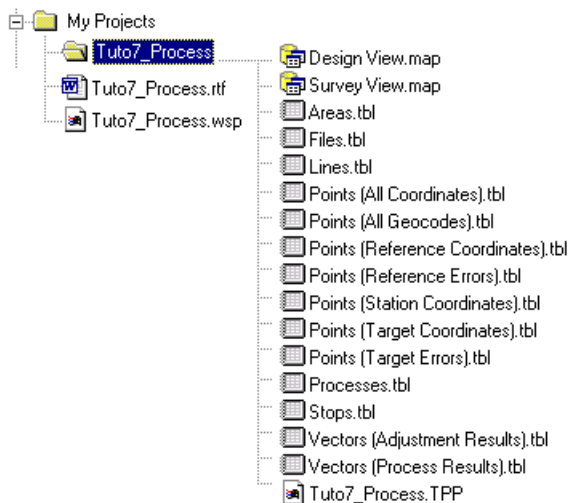 My Projects
Tuto7_Process
Tuto7_Process.rtf
Tuto7_Process.wsp
Design View.map
Survey View.map
Areas.tbl
Files.tbl
Lines.tbl
Points (All Coordinates).tbl
Points (All Geocodes).tbl
Points (Reference Coordinates).tbl
Points (Reference Errors).tbl
Points (Station Coordinates).tbl
Points (Target Coordinates).tbl
Points (Target Errors).tbl
Processes.tbl
Stops.tbl
Vectors (Adjustment Results).tbl
Vectors (Process Results).tbl
Tuto7_Process.TPP